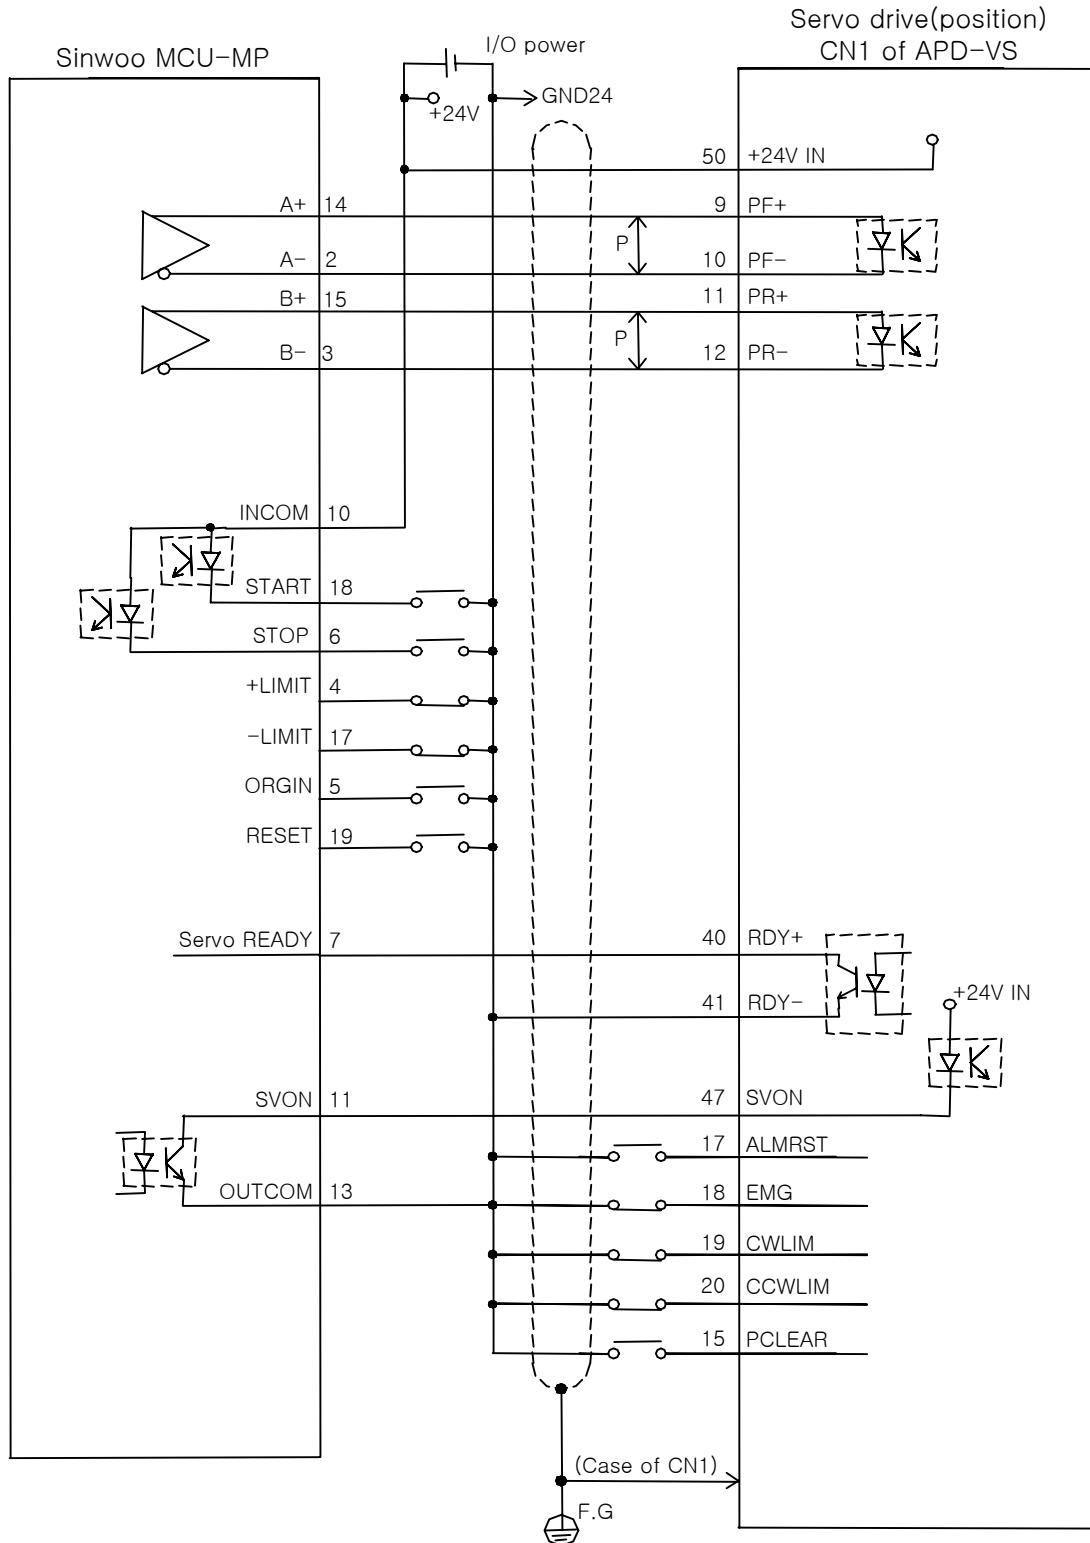 Servo drive(position)
Sinwoo MCU-MP
I/O power
CN1 of APD-VS
+24V
GND24
50 +24V IN
A+ 14
9 PF+
P
A- 2
10 PF-
B+ 15
11 PR+
P
B- 3
12 PR-
INCOM 10
START 18
STOP 6
+LIMIT 4
-LIMIT 17
ORGIN 5
RESET 19
Servo READY 7
40 RDY+
41 RDY-
+24V IN
SVON 11
47 SVON
17 ALMRST
OUTCOM 13
18 EMG
19 CWLIM
20 CCWLIM
15 PCLEAR
(Case of CN1)
F.G